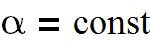 α = const